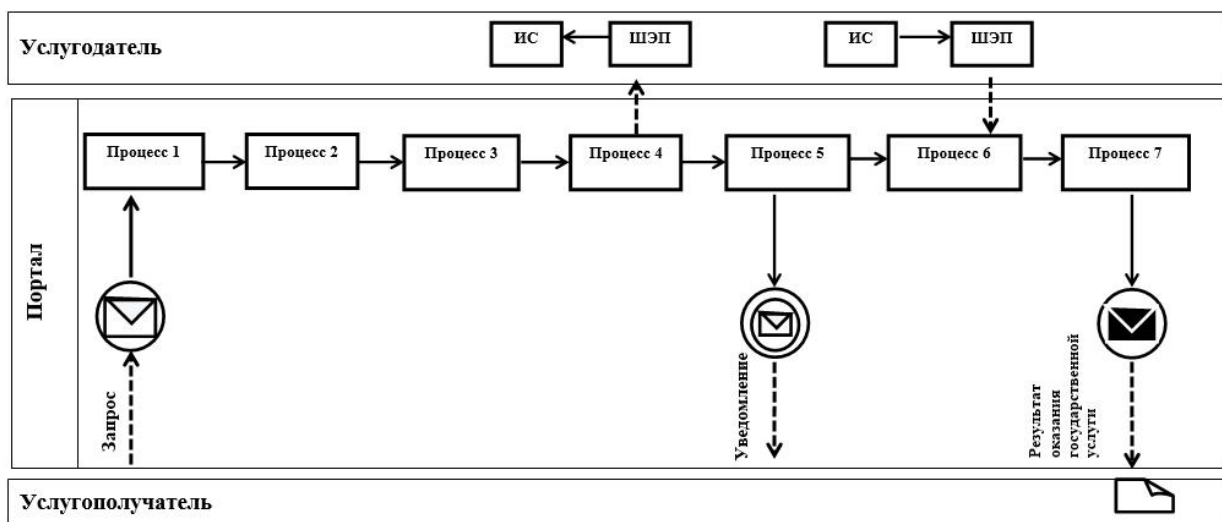 Услугодатель
ИС
ШЭП
ИС
ШЭП
Портал
Процесс 1
Процесс 2
Процесс 3
Процесс 4
Процесс 5
Процесс 6
Процесс 7
Запрос
Уведомление
Результат
оказания
государственной
услуги
Услугополучатель